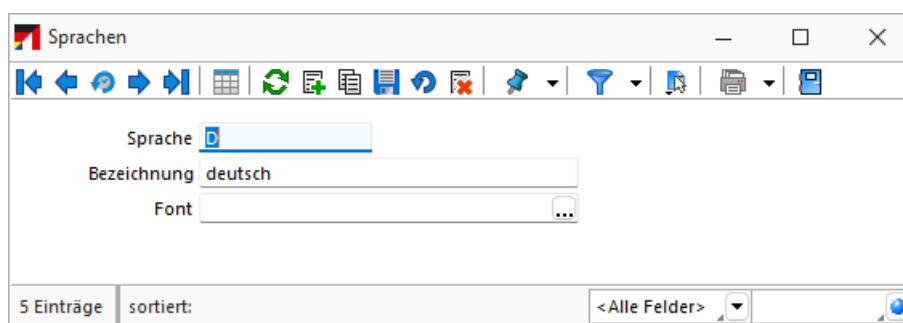 Sprachen
Sprache D
Bezeichnung deutsch
Font ...
5 Einträge sortiert: <Alle Felder>